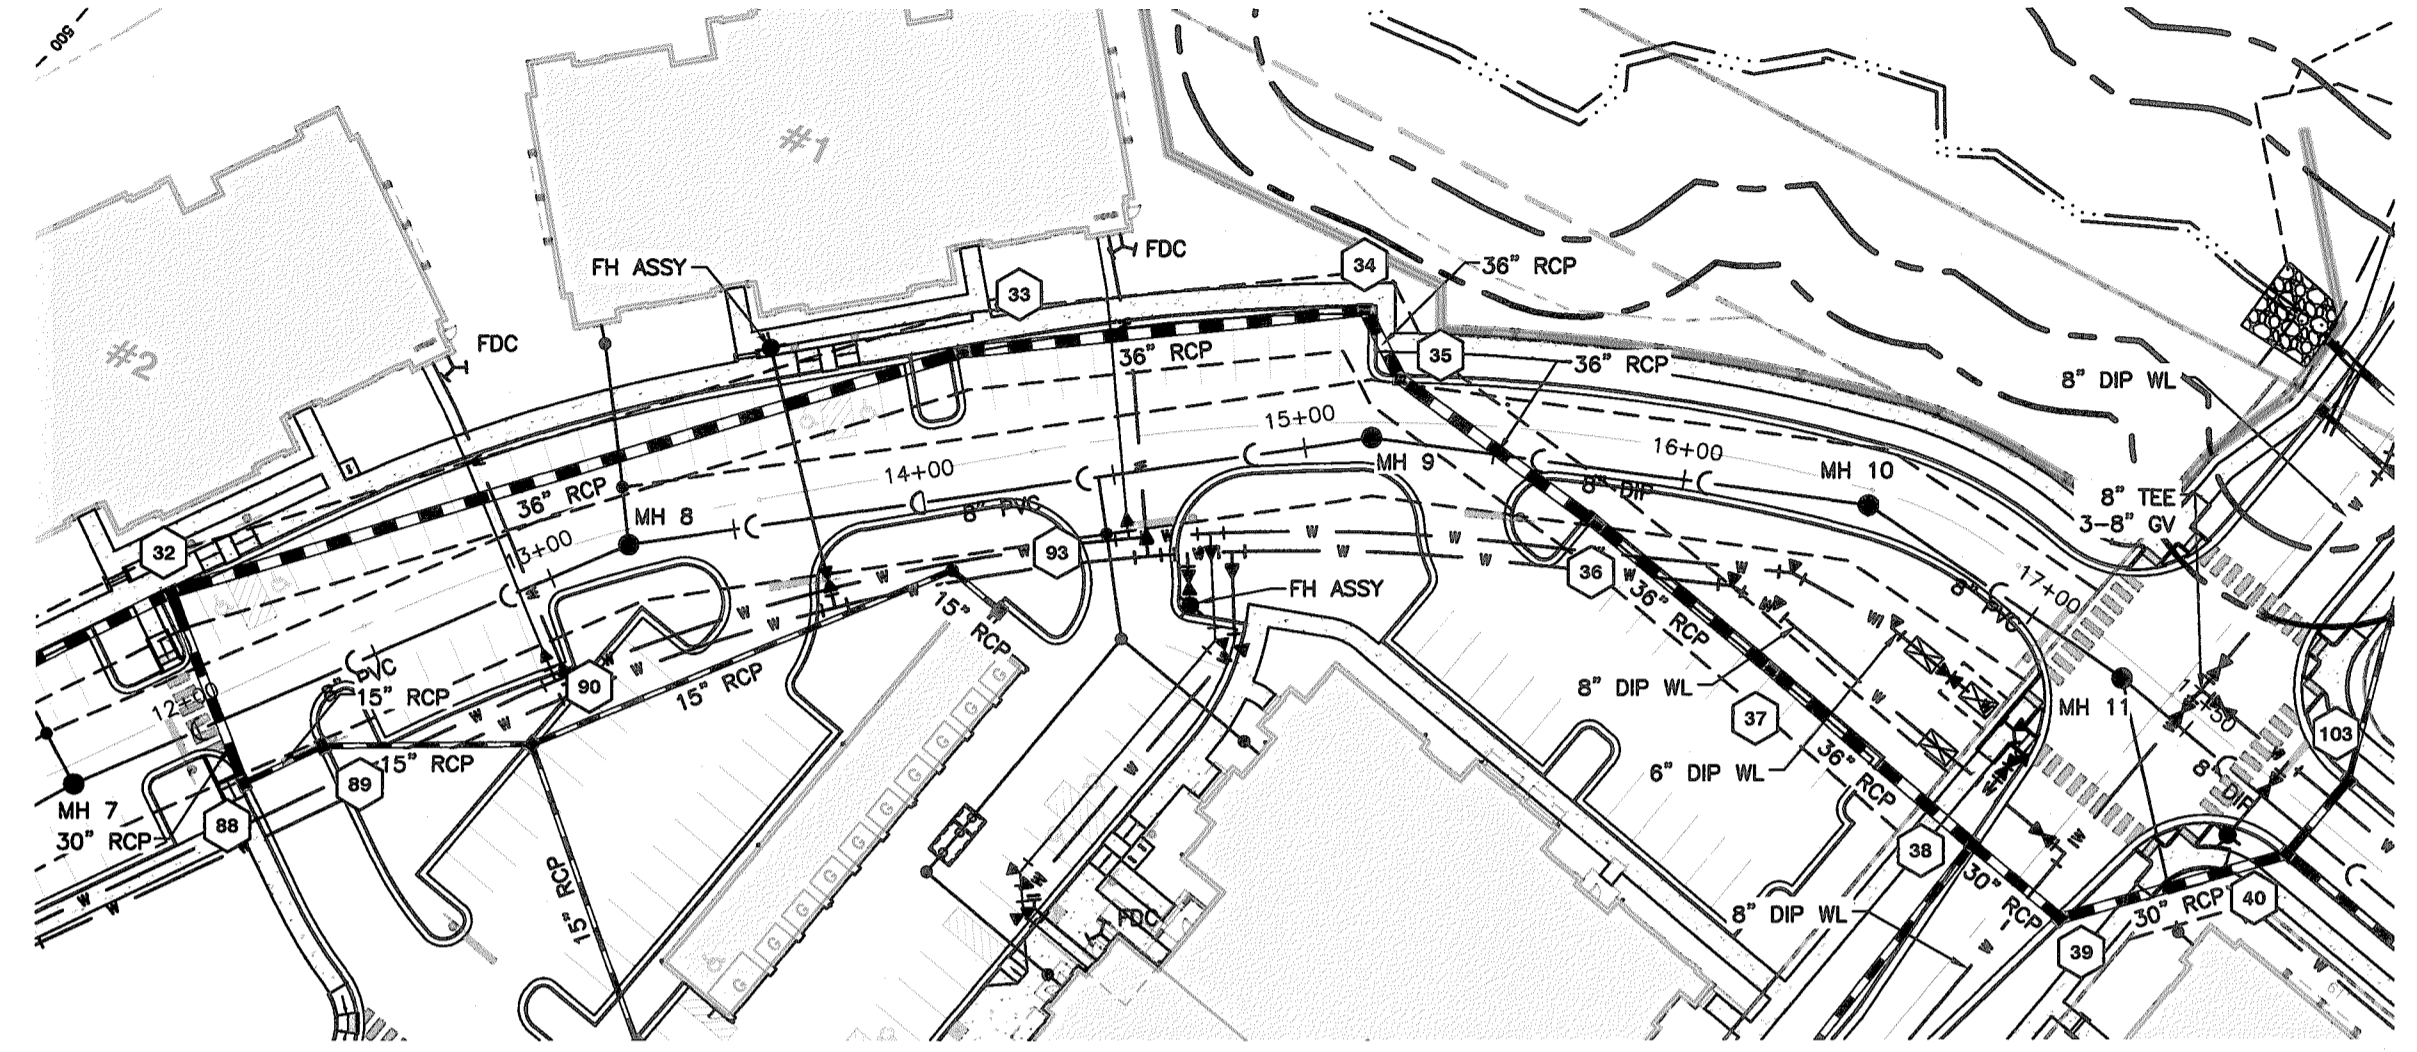 500
#1
#2
FH ASSY
FDC
33
34
36" RCP
FDC
35
36" RCP
36" RCP
8" DIP WL
15+00
14+00
16+00
MH 9
MH 10
36" RCP
8" DIP
8" TEE
3-8" GV
MH 8
8" PVC
13+00
32
93
W
W
W
W
W
W
36
FH ASSY
36" RCP
8" PVC
17+00
15" RCP
90
8" PVC
15" RCP
15" RCP
12+00
8" DIP WL
37
MH 11
17+50
103
6" DIP WL
36" RCP
8" DIP
15" RCP
89
MH 7
30" RCP
88
38
30" RCP
15" RCP
G
G
G
G
G
G
G
G
G
G
FDC
8" DIP WL
30" RCP
40
39